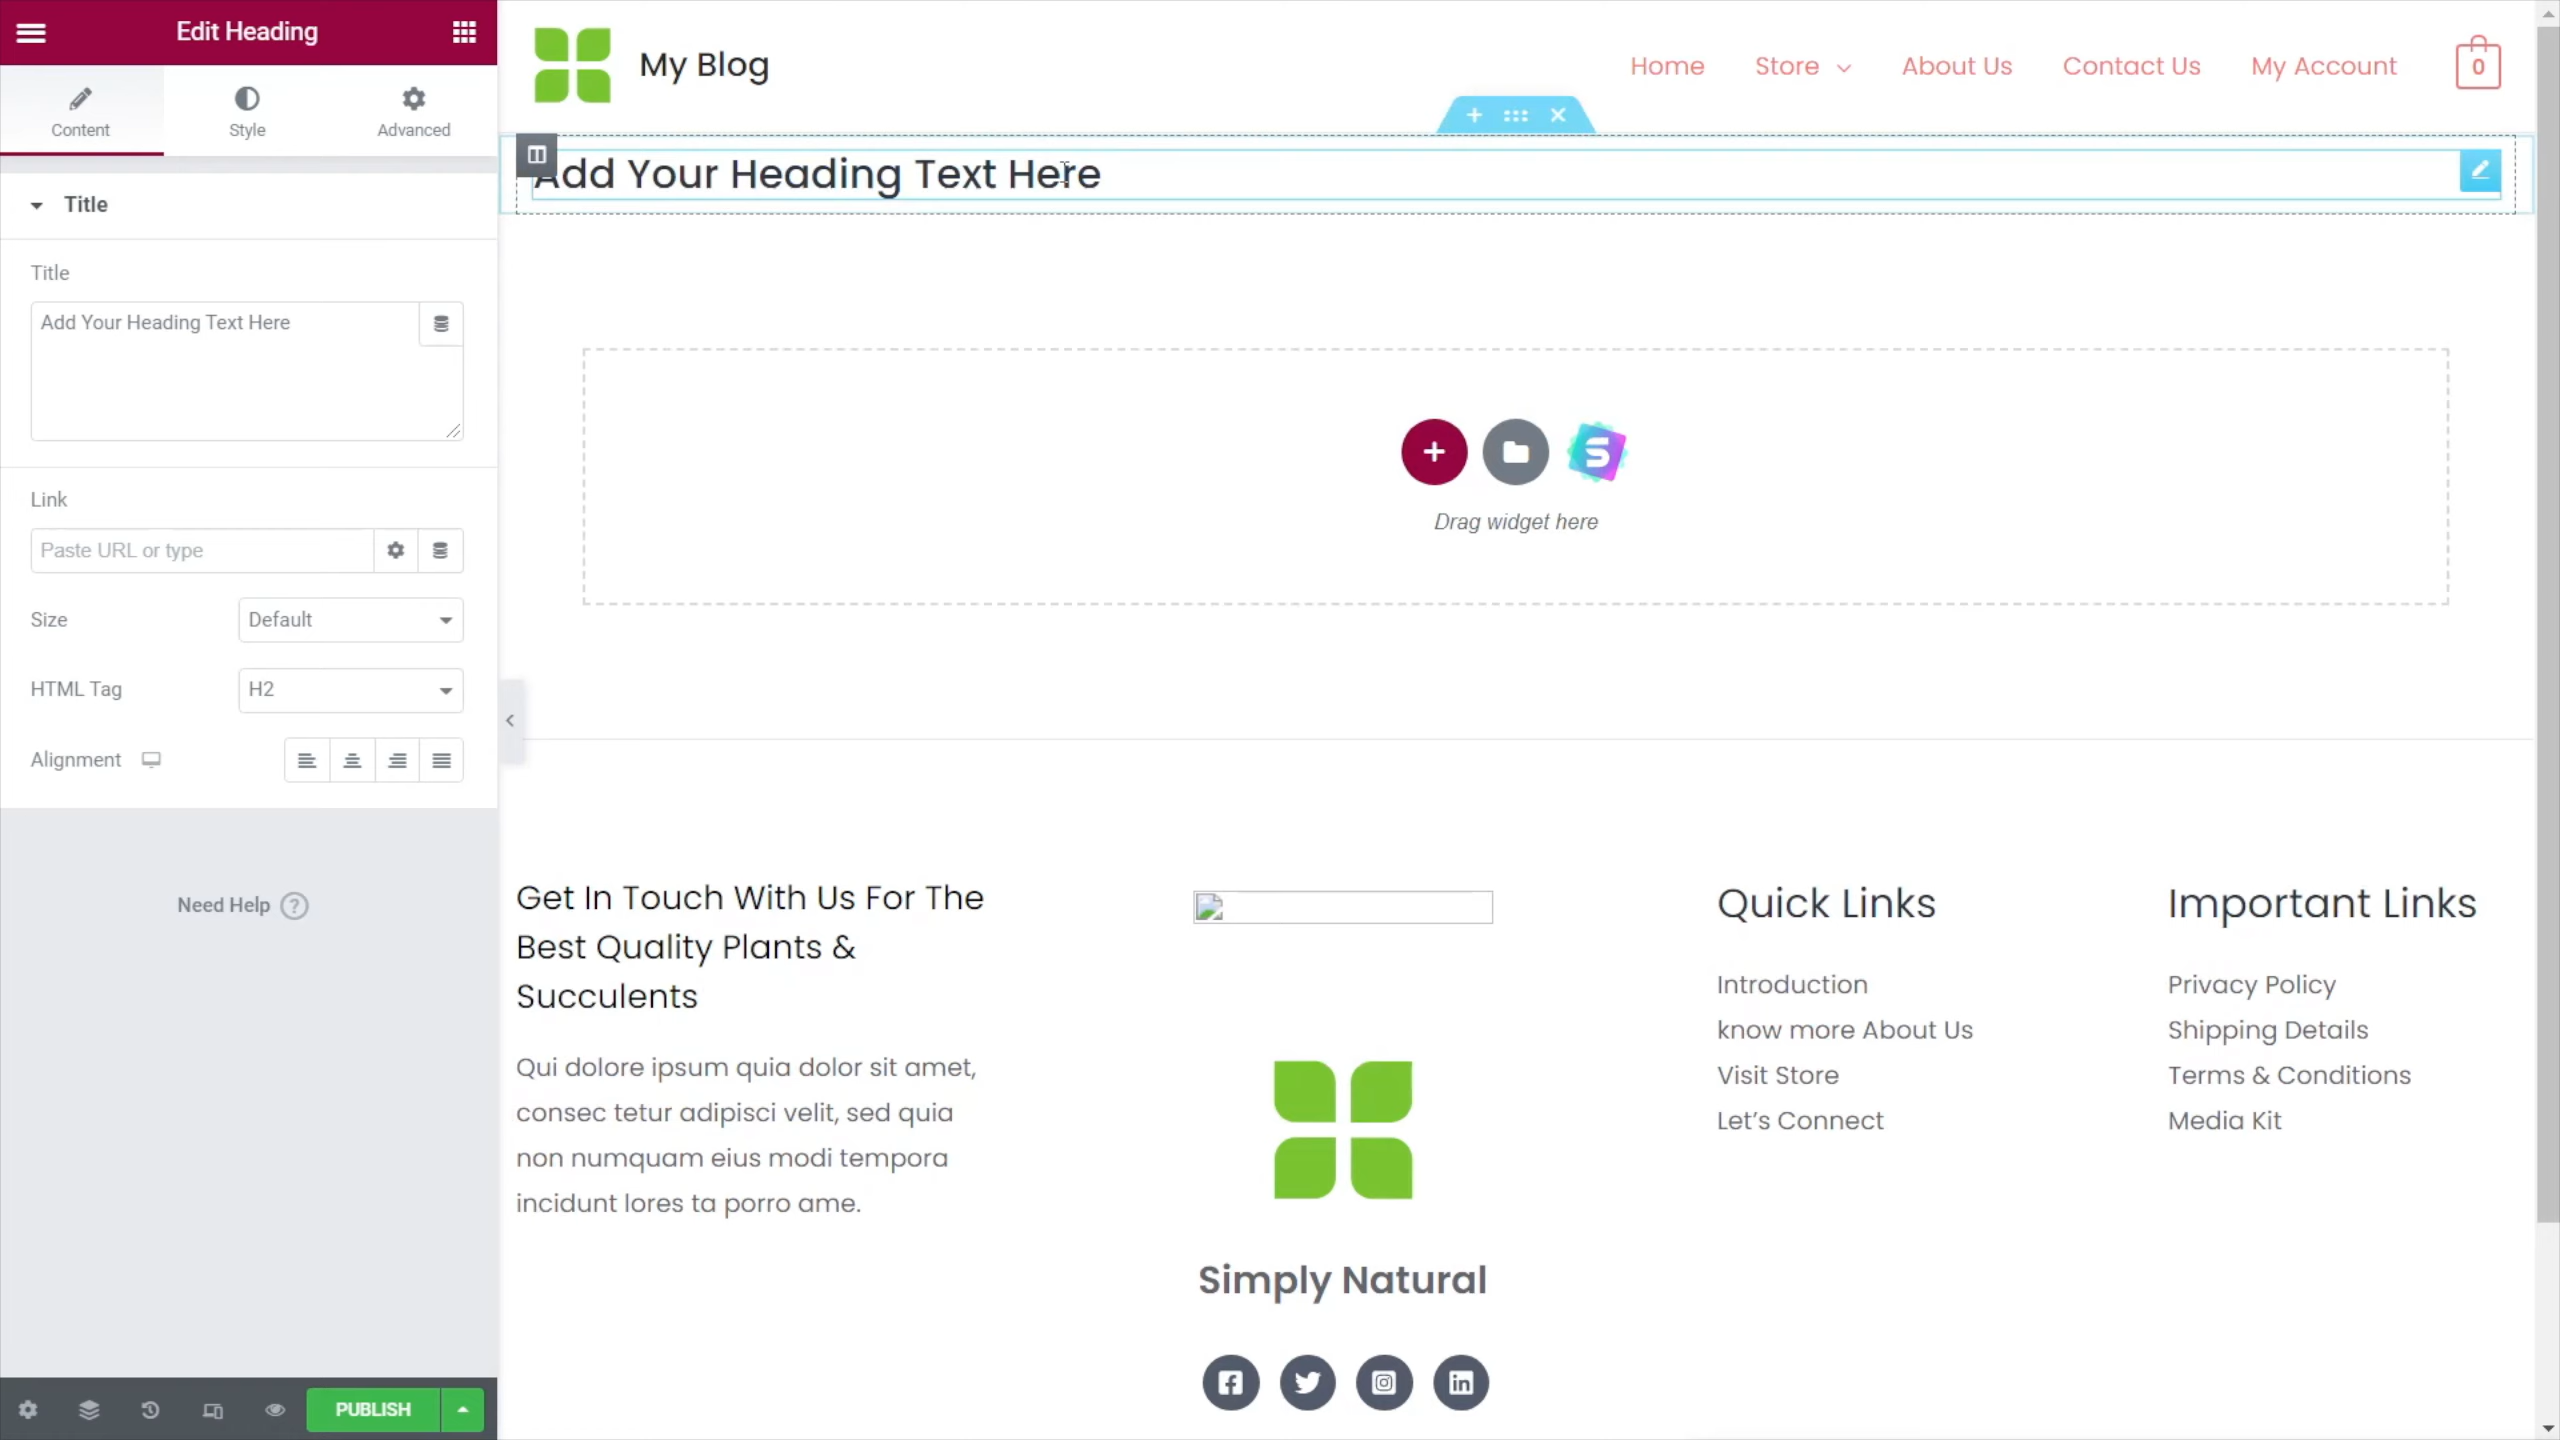 Edit Heading
Content
Style
Advanced
Title
Title
Add Your Heading Text Here
Link
Paste URL or type
Size
Default
HTML Tag
H2
Alignment
Need Help ?
PUBLISH
My Blog
Home
Store
About Us
Contact Us
My Account
0
Add Your Heading Text Here
Drag widget here
Get In Touch With Us For The
Best Quality Plants &
Succulents
Qui dolore ipsum quia dolor sit amet,
consec tetur adipisci velit, sed quia
non numquam eius modi tempora
incidunt lores ta porro ame.
Simply Natural
Quick Links
Introduction
know more About Us
Visit Store
Let’s Connect
Important Links
Privacy Policy
Shipping Details
Terms & Conditions
Media Kit